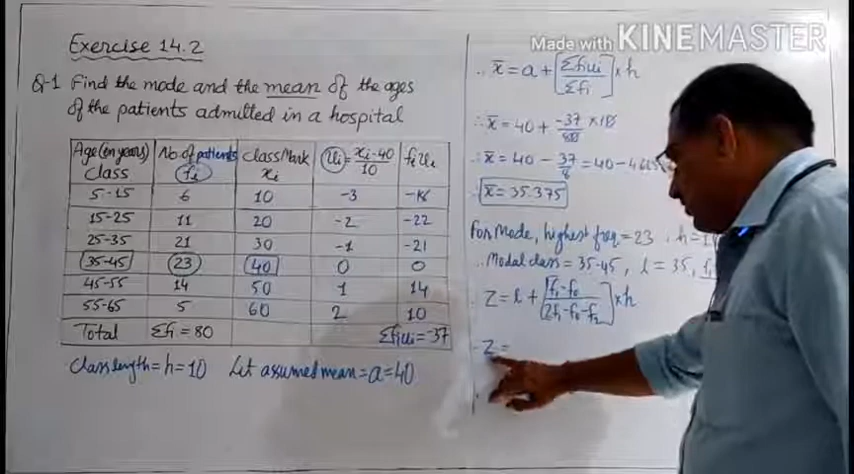 Made with KINEMASTER
Exercise 14.2
Q-1 Find the mode and the mean of the ages
of the patients admitted in a hospital
Age (in years) Class | No. of patients fi | Class Mark xi | ui = xi-40/10 | fiui
5-15 | 6 | 10 | -3 | -18
15-25 | 11 | 20 | -2 | -22
25-35 | 21 | 30 | -1 | -21
35-45 | 23 | 40 | 0 | 0
45-55 | 14 | 50 | 1 | 14
55-65 | 5 | 60 | 2 | 10
Total | Σfi = 80 | Σfiui = -37
Class length = h = 10 Let assumed mean = a = 40
∴ x̄ = a + [Σfiui/Σfi] × h
∴ x̄ = 40 + -37/80 × 10
∴ x̄ = 40 - 37/8 = 40 - 4.625
∴ x̄ = 35.375
For Mode, highest freq = 23, h = 1
∴ Modal class = 35-45, l = 35, f1
Z = l + [f1-f0/2f1-f0-f2] × h
Z =